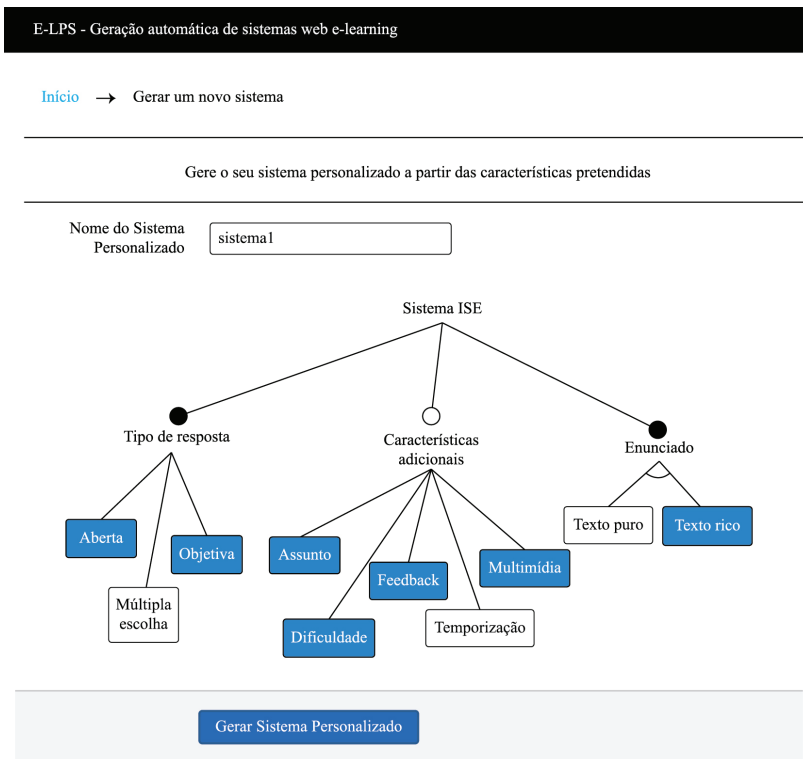 E-LPS - Geração automática de sistemas web e-learning
Início → Gerar um novo sistema
Gere o seu sistema personalizado a partir das características pretendidas
Nome do Sistema
Personalizado
sistema1
Sistema ISE
Tipo de resposta
Características
adicionais
Enunciado
Aberta
Objetiva
Múltipla
escolha
Assunto
Feedback
Multimídia
Dificuldade
Temporização
Texto puro
Texto rico
Gerar Sistema Personalizado